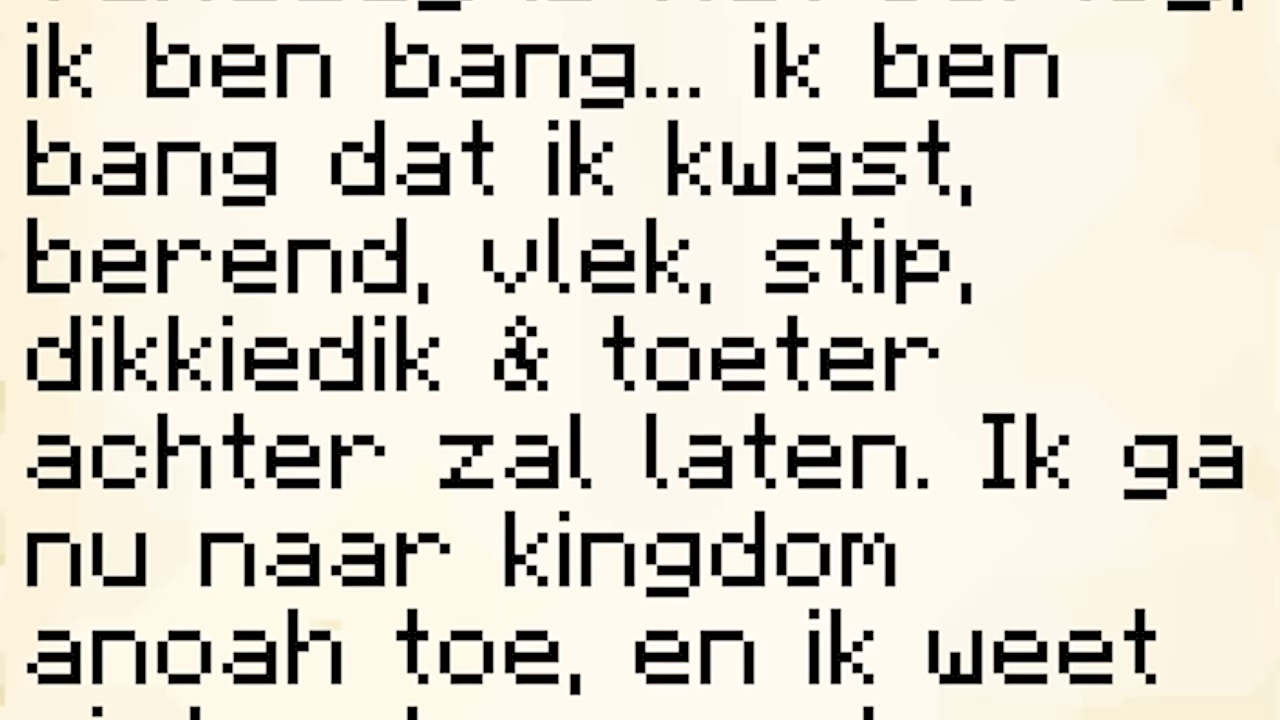 ik ben bang... ik ben
bang dat ik kwast,
berend, vlek, stip,
dikkiedik & toeter
achter zal laten. Ik ga
nu naar kingdom
anoah toe, en ik weet